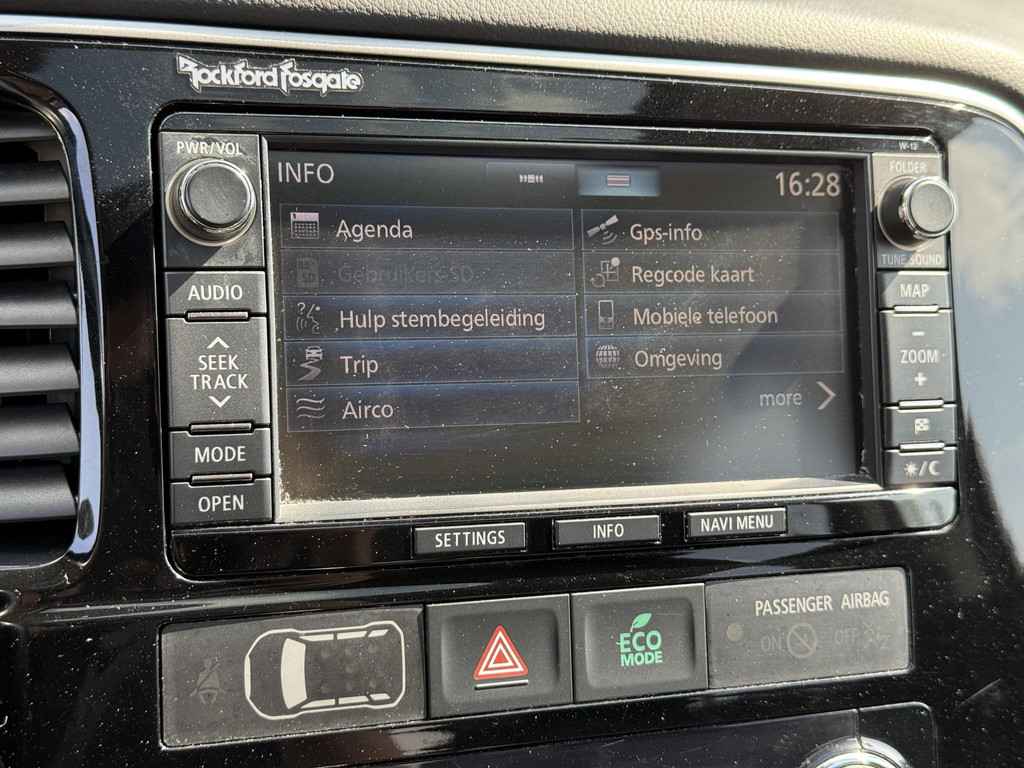 Rockford Fosgate
W-12
PWR/VOL
FOLDER
INFO
16:28
Agenda
Gps-info
Gebruikers-SD
Regcode kaart
Hulp stembegeleiding
Mobiele telefoon
Trip
Omgeving
Airco
more
TUNE SOUND
AUDIO
MAP
SEEK
TRACK
ZOOM
MODE
OPEN
SETTINGS
INFO
NAVI MENU
ECO
MODE
PASSENGER AIRBAG
ON
OFF